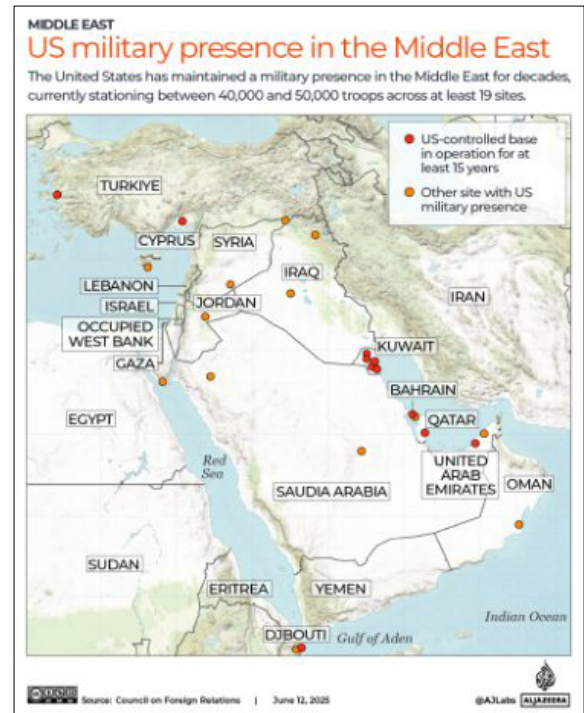 MIDDLE EAST
US military presence in the Middle East
The United States has maintained a military presence in the Middle East for decades,
currently stationing between 40,000 and 50,000 troops across at least 19 sites.
US-controlled base
in operation for at
least 15 years
Other site with US
military presence
TURKIYE
CYPRUS
SYRIA
LEBANON
IRAQ
IRAN
ISRAEL
JORDAN
OCCUPIED
WEST BANK
KUWAIT
GAZA
BAHRAIN
EGYPT
QATAR
Red
Sea
UNITED
ARAB
EMIRATES
SAUDIA ARABIA
OMAN
SUDAN
ERITREA
YEMEN
Indian Ocean
DJBOUTI
Gulf of Aden
Source: Council on Foreign Relations | June 12, 2025
@AJLabs ALJAZEERA